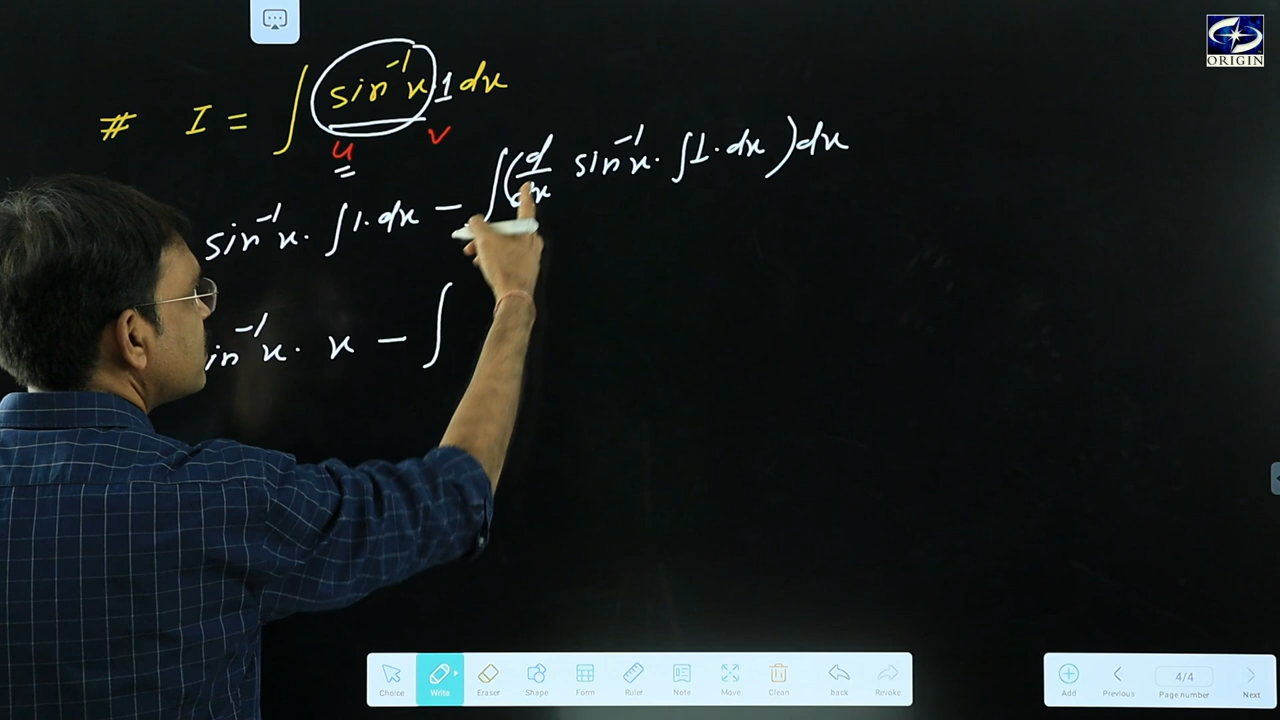 ORIGIN
# I = ∫ sin⁻¹x.1 dx
u v
sin⁻¹x. ∫1.dx − ∫(d/dx sin⁻¹x. ∫1.dx) dx
in⁻¹x. x − ∫
Choice Write Eraser Shape Form Ruler Note Move Clean back Revoke
Add Previous 4/4 Page number Next